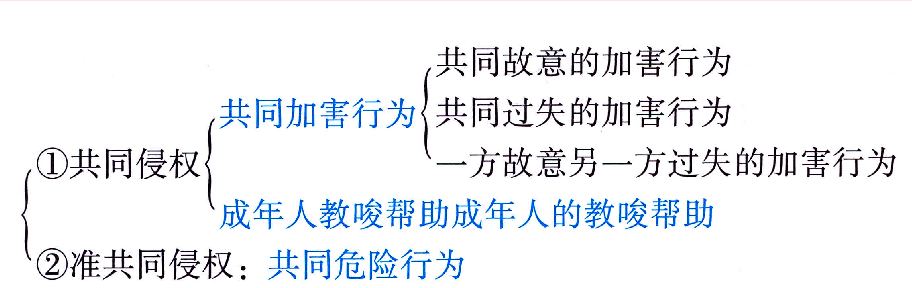 共同故意的加害行为
共同加害行为
共同过失的加害行为
①共同侵权
一方故意另一方过失的加害行为
成年人教唆帮助成年人的教唆帮助
②准共同侵权：共同危险行为